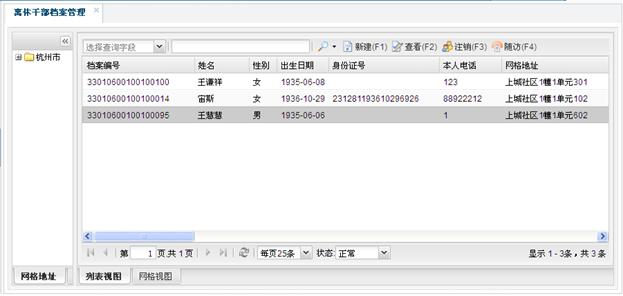 离休干部档案管理
杭州市
选择查询字段 新建(F1) 查看(F2) 注销(F3) 随访(F4)
档案编号 姓名 性别 出生日期 身份证号 本人电话 网格地址
33010600100100100 王谦祥 女 1935-06-08 123 上城社区1幢1单元301
33010600100100014 宙斯 女 1936-10-29 231281193610296926 88922212 上城社区1幢1单元102
33010600100100095 王慧慧 男 1935-06-06 1 上城社区1幢1单元602
第 1 页,共 1 页 每页25条 状态: 正常 显示 1 - 3条，共 3 条
网格地址 列表视图 网格视图